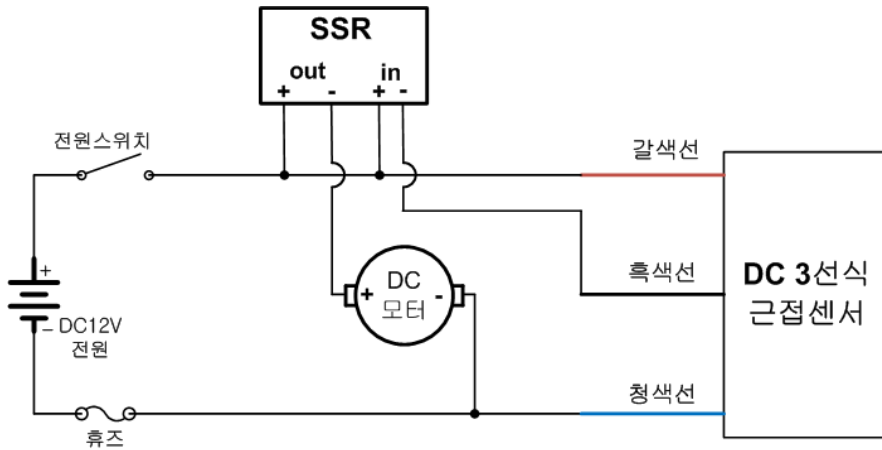 SSR
out in
+ - + -
전원스위치
갈색선
+
DC12V
전원
-
DC
모터
+ -
흑색선
DC 3선식
근접센서
청색선
휴즈